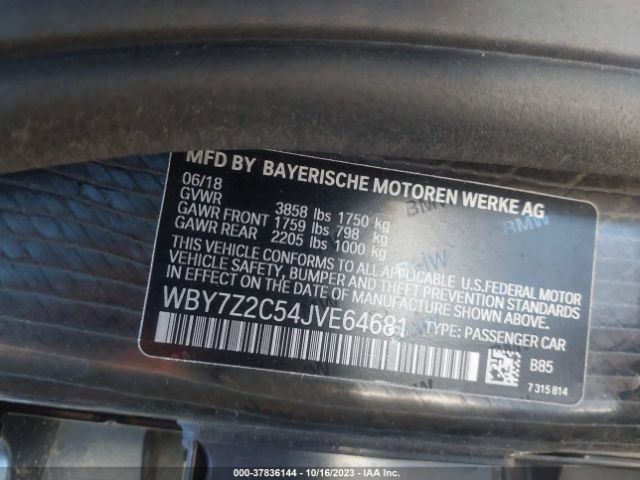 MFD BY BAYERISCHE MOTOREN WERKE AG
06/18
GVWR 3858 lbs 1750 kg
GAWR FRONT 1759 lbs 798 kg
GAWR REAR 2205 lbs 1000 kg
THIS VEHICLE CONFORMS TO ALL APPLICABLE U.S.FEDERAL MOTOR
VEHICLE SAFETY, BUMPER AND THEFT PREVENTION STANDARDS
IN EFFECT ON THE DATE OF MANUFACTURE SHOWN ABOVE.
WBY7Z2C54JVE64681 TYPE: PASSENGER CAR
B85
7 315 814
BMW
BMW
BMW
000-37836144 - 10/16/2023 - IAA Inc.